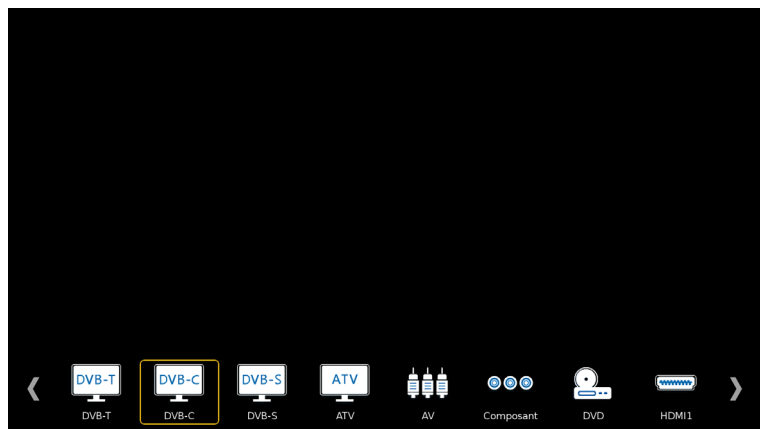 DVB-T DVB-C DVB-S ATV
DVB-T DVB-C DVB-S ATV AV Composant DVD HDMI1